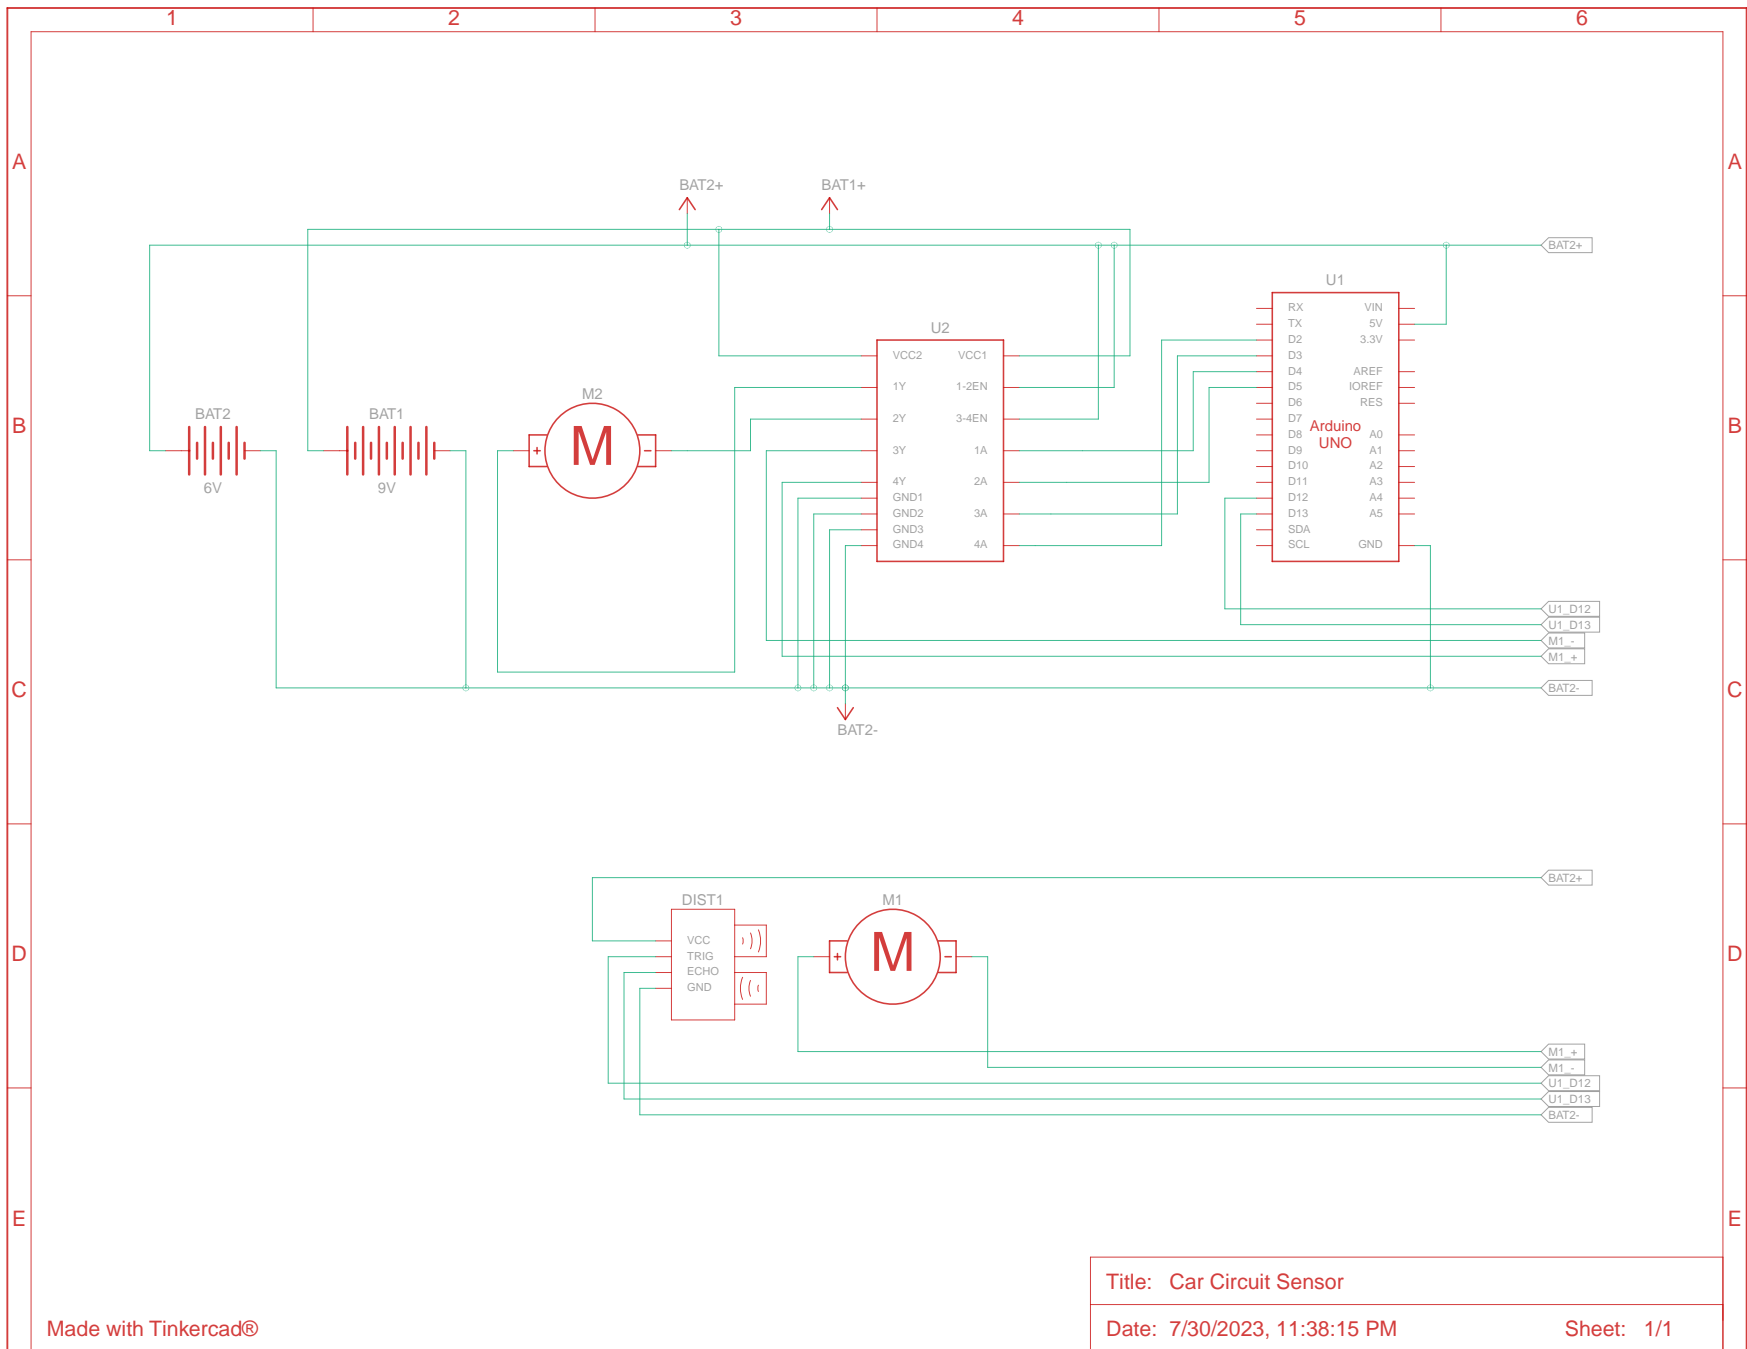 1 2 3 4 5 6
A A
BAT2+ BAT1+
BAT2+
U1
B B
RX VIN
TX 5V
D2 3.3V
D3
D4 AREF
D5 IOREF
D6 RES
D7
D8 A0
D9 A1
D10 A2
D11 A3
D12 A4
D13 A5
SDA
SCL GND
Arduino
UNO
U2
VCC2 VCC1
1Y 1-2EN
2Y 3-4EN
3Y 1A
4Y 2A
GND1
GND2 3A
GND3
GND4 4A
M2
+ M -
BAT2
6V
BAT1
9V
U1_D12
U1_D13
M1_-
M1_+
BAT2-
C C
BAT2-
BAT2+
D D
DIST1
VCC
TRIG
ECHO
GND
M1
+ M -
M1_+
M1_-
U1_D12
U1_D13
BAT2-
E E
Title: Car Circuit Sensor
Made with Tinkercad®
Date: 7/30/2023, 11:38:15 PM Sheet: 1/1